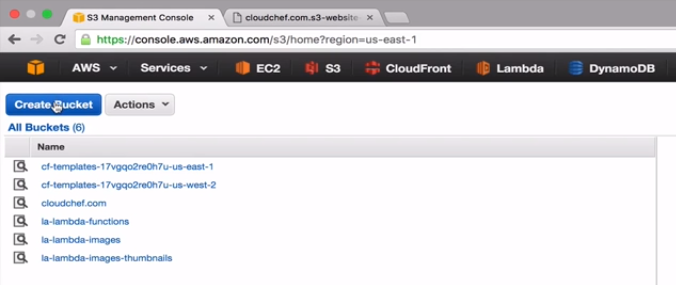 S3 Management Console
cloudchef.com.s3-website
https://console.aws.amazon.com/s3/home?region=us-east-1
AWS Services EC2 S3 CloudFront Lambda DynamoDB
Create Bucket Actions
All Buckets (6)
Name
cf-templates-17vgqo2re0h7u-us-east-1
cf-templates-17vgqo2re0h7u-us-west-2
cloudchef.com
la-lambda-functions
la-lambda-images
la-lambda-images-thumbnails